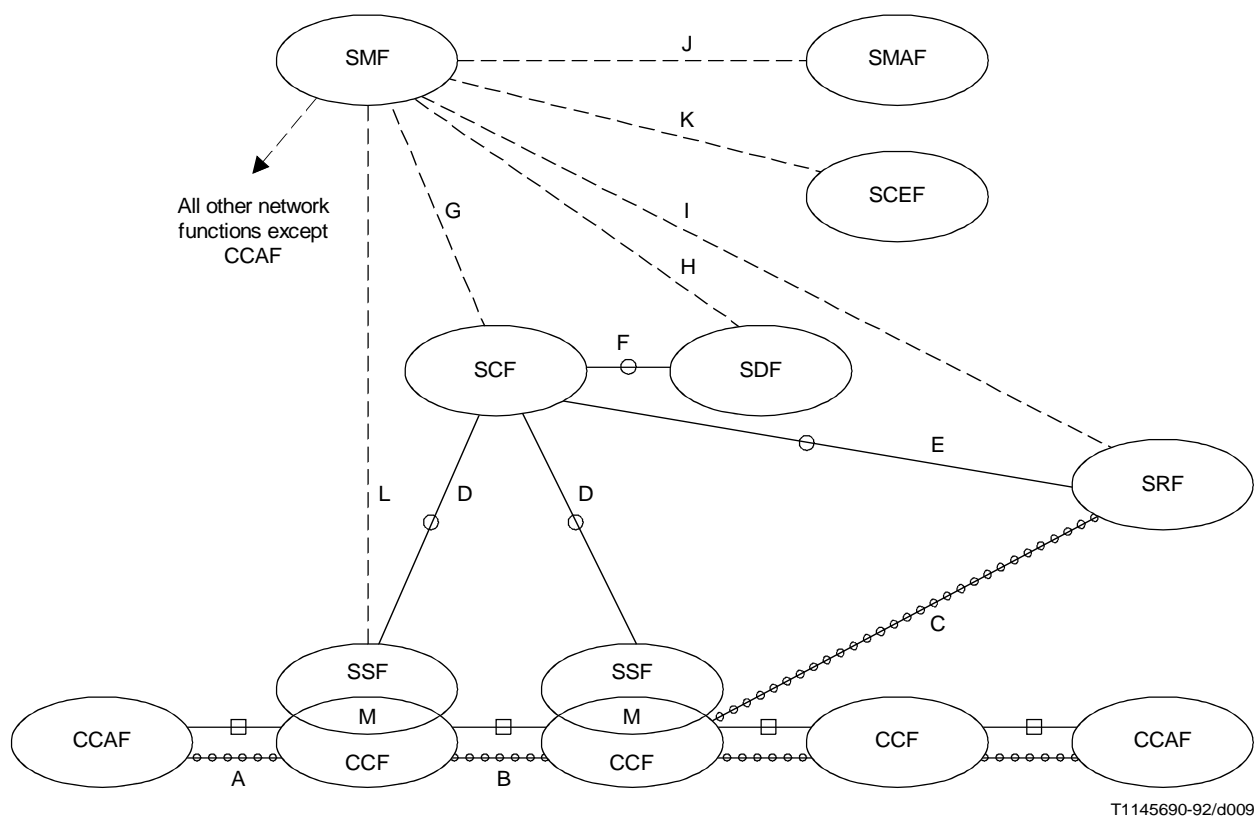 SMF
J
SMAF
K
SCEF
All other network
functions except
CCAF
G
I
H
F
SCF
SDF
E
SRF
L
D
D
C
SSF
SSF
M
M
CCAF
CCF
CCF
CCF
CCAF
A
B
T1145690-92/d009